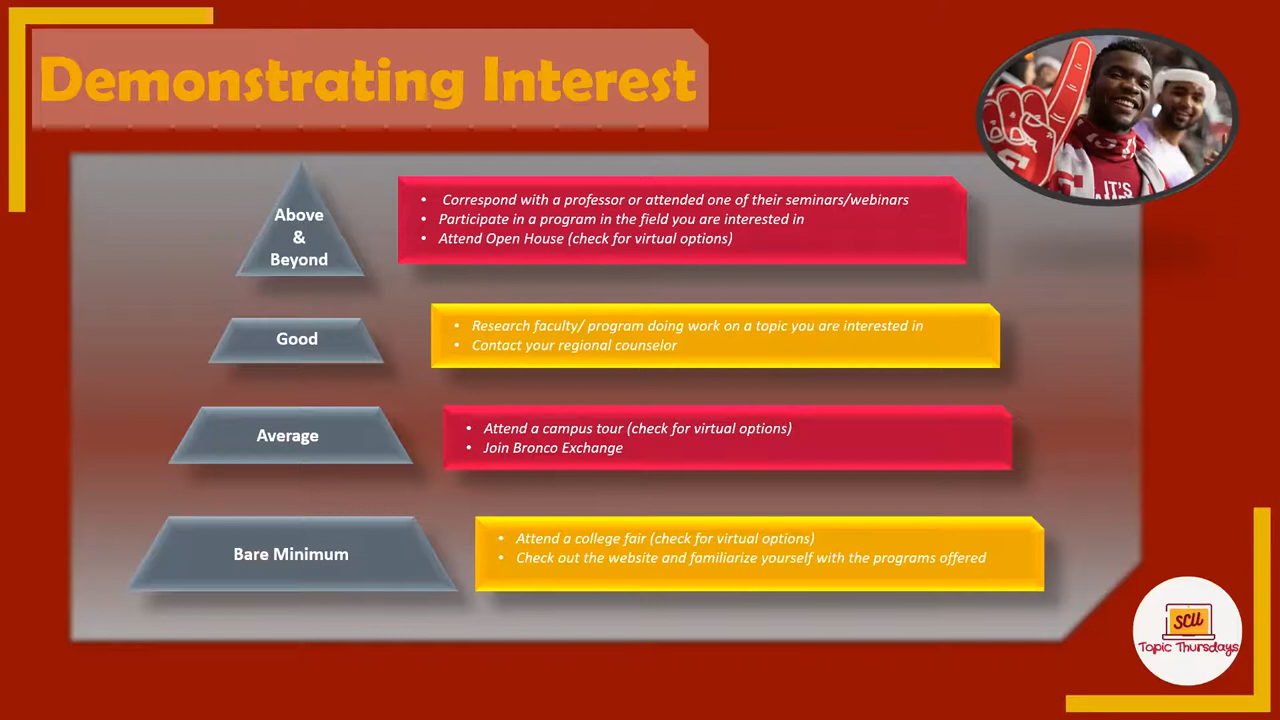 Demonstrating Interest
IT'S
Above
&
Beyond
• Correspond with a professor or attended one of their seminars/webinars
• Participate in a program in the field you are interested in
• Attend Open House (check for virtual options)
Good
• Research faculty/ program doing work on a topic you are interested in
• Contact your regional counselor
Average
• Attend a campus tour (check for virtual options)
• Join Bronco Exchange
Bare Minimum
• Attend a college fair (check for virtual options)
• Check out the website and familiarize yourself with the programs offered
SCU
Topic Thursdays